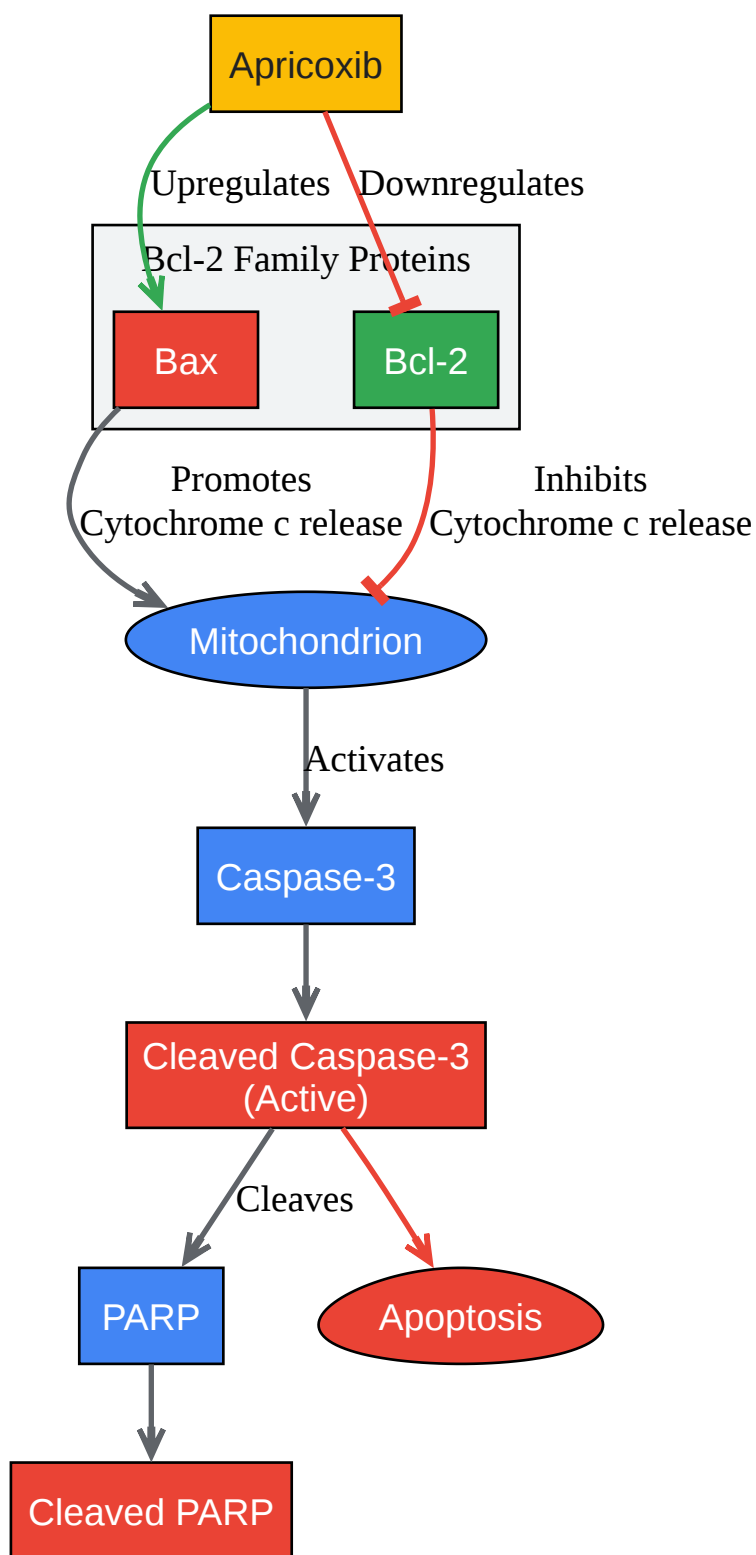 Apricoxib
Upregulates
Downregulates
Bcl-2 Family Proteins
Bax
Bcl-2
Promotes
Cytochrome c release
Inhibits
Cytochrome c release
Mitochondrion
Activates
Caspase-3
Cleaved Caspase-3
(Active)
Cleaves
PARP
Apoptosis
Cleaved PARP